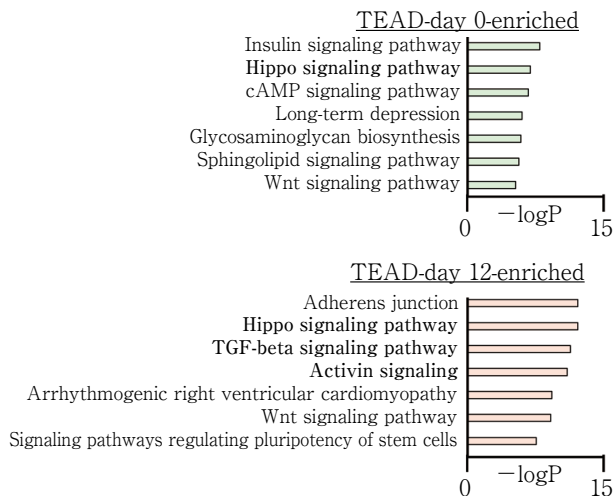 TEAD-day 0-enriched
Insulin signaling pathway
Hippo signaling pathway
cAMP signaling pathway
Long-term depression
Glycosaminoglycan biosynthesis
Sphingolipid signaling pathway
Wnt signaling pathway
−logP
0 15
TEAD-day 12-enriched
Adherens junction
Hippo signaling pathway
TGF-beta signaling pathway
Activin signaling
Arrhythmogenic right ventricular cardiomyopathy
Wnt signaling pathway
Signaling pathways regulating pluripotency of stem cells
−logP
0 15